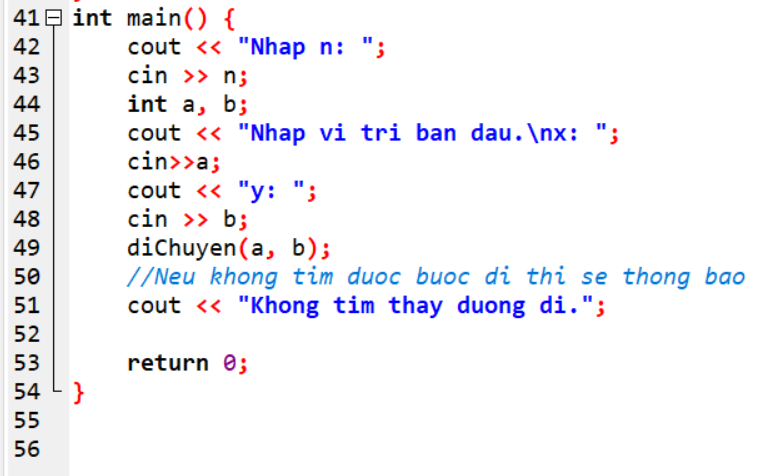 41 int main() {
42 cout << "Nhap n: ";
43 cin >> n;
44 int a, b;
45 cout << "Nhap vi tri ban dau.\nx: ";
46 cin>>a;
47 cout << "y: ";
48 cin >> b;
49 diChuyen(a, b);
50 //Neu khong tim duoc buoc di thi se thong bao
51 cout << "Khong tim thay duong di.";
52
53 return 0;
54 }
55
56